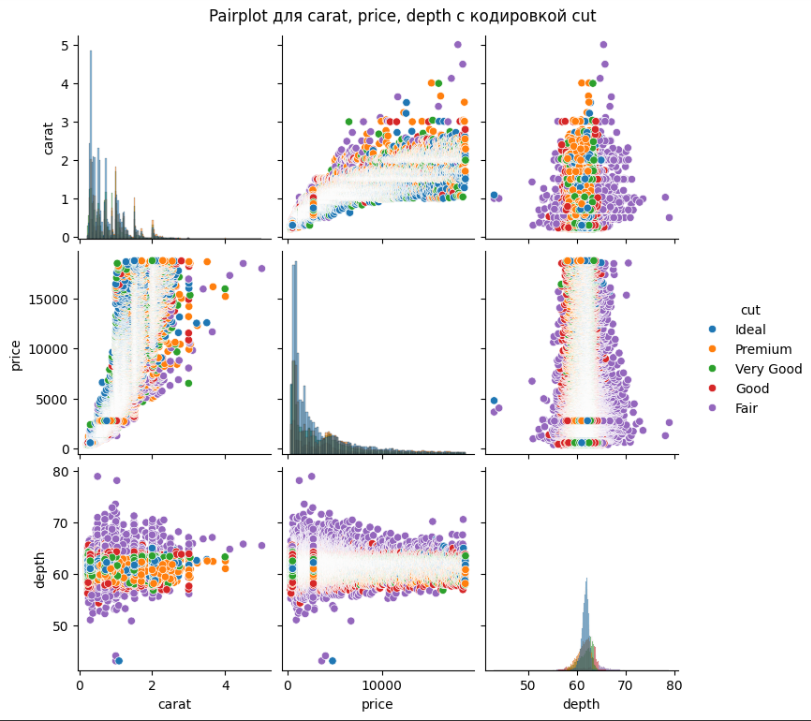 Pairplot для carat, price, depth с кодировкой cut
5
4
3
2
1
0
carat
15000
10000
5000
0
price
80
70
60
50
depth
0 2 4
carat
0 10000
price
50 60 70 80
depth
cut
Ideal
Premium
Very Good
Good
Fair